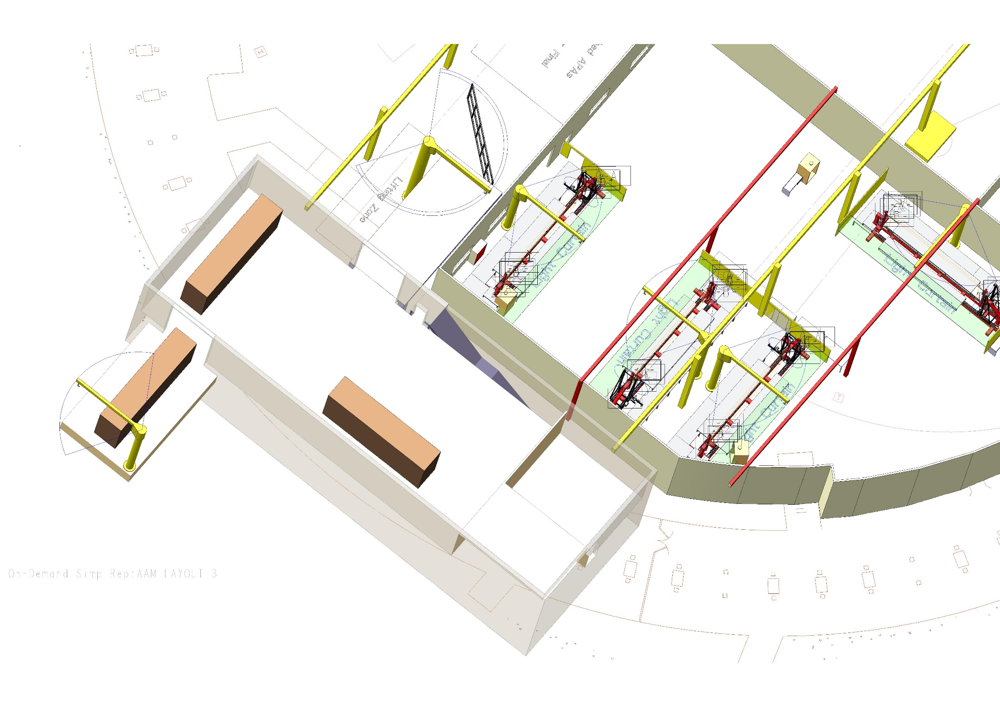 APAs
Final
Lifting
Zone
Light Curtain
Light Curtain
Light Curtain
Light Curtain
On-Demand Simp Rep:AAM LAYOUT 3